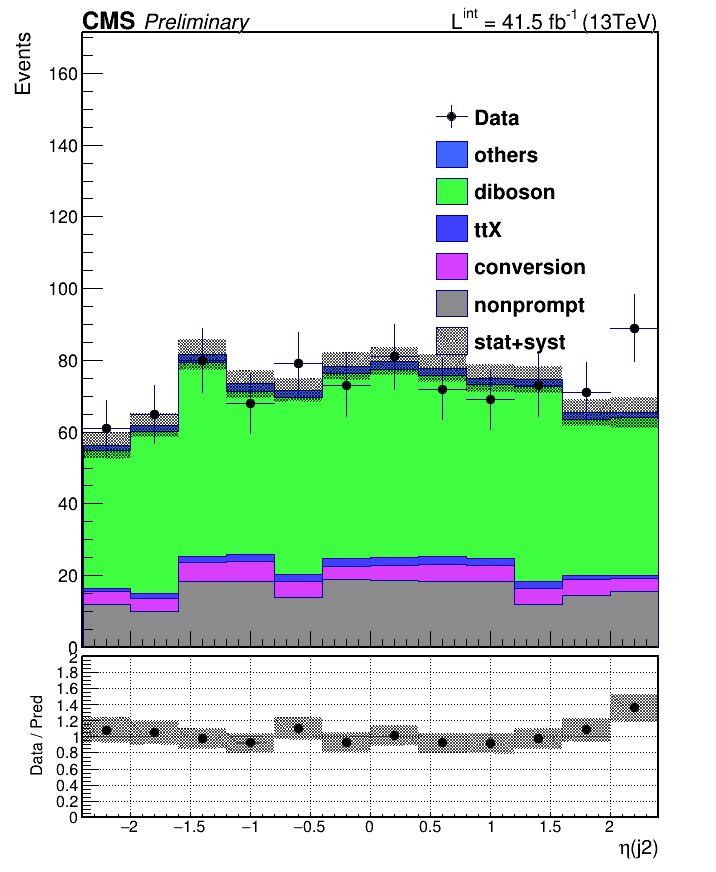 CMS Preliminary
L^int = 41.5 fb^-1 (13TeV)
Events
160
140
120
100
80
60
40
20
0
Data
others
diboson
ttX
conversion
nonprompt
stat+syst
Data / Pred
2
1.8
1.6
1.4
1.2
1
0.8
0.6
0.4
0.2
0
−2 −1.5 −1 −0.5 0 0.5 1 1.5 2
η(j2)